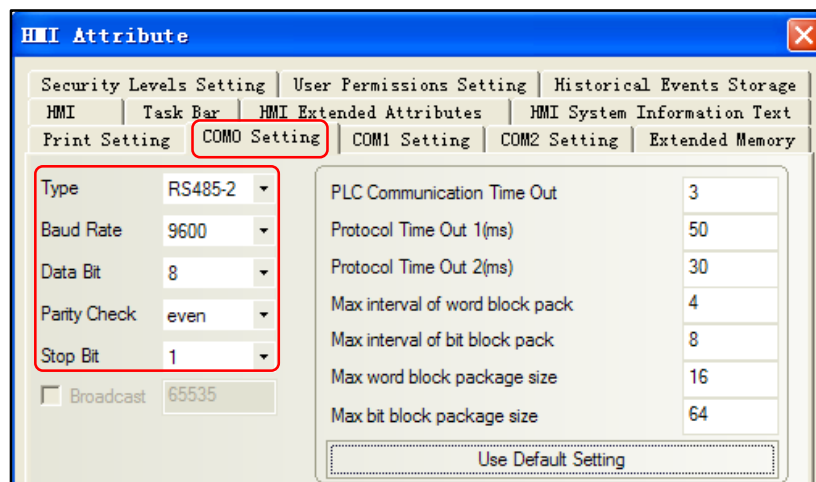 HMI Attribute
Security Levels Setting User Permissions Setting Historical Events Storage
HMI Task Bar HMI Extended Attributes HMI System Information Text
Print Setting COM0 Setting COM1 Setting COM2 Setting Extended Memory
Type RS485-2
Baud Rate 9600
Data Bit 8
Parity Check even
Stop Bit 1
Broadcast 65535
PLC Communication Time Out 3
Protocol Time Out 1(ms) 50
Protocol Time Out 2(ms) 30
Max interval of word block pack 4
Max interval of bit block pack 8
Max word block package size 16
Max bit block package size 64
Use Default Setting